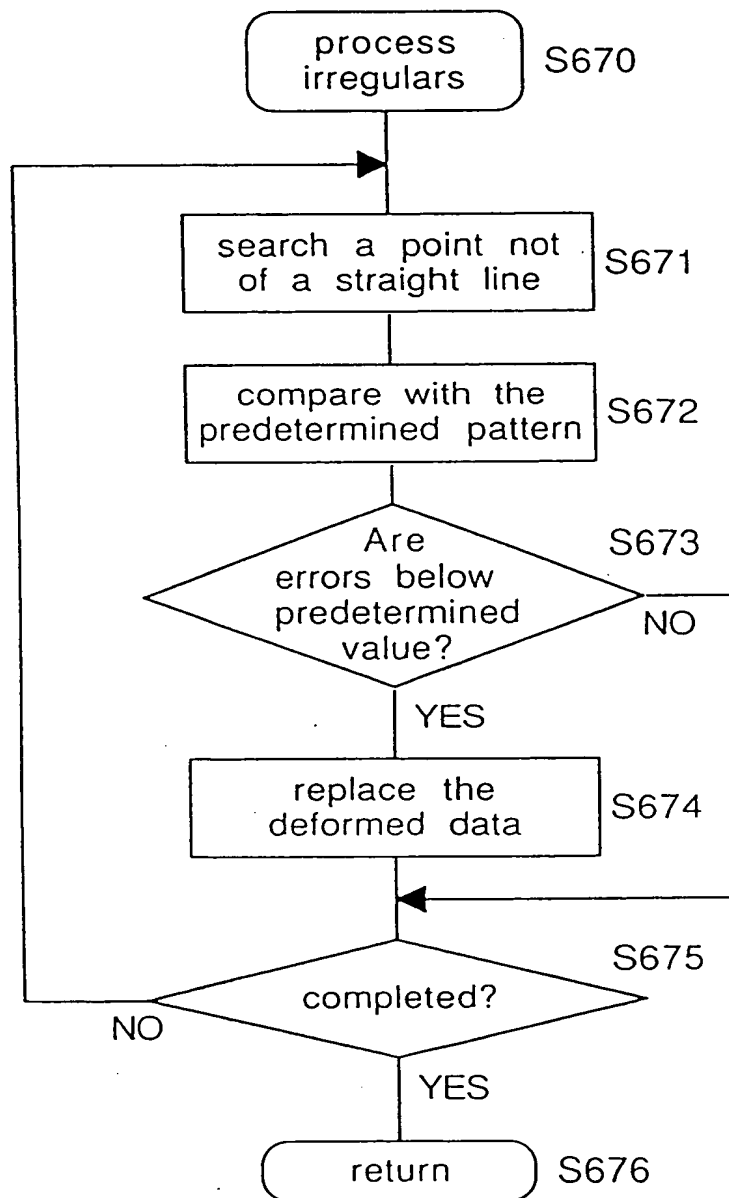 process
irregulars
S670
search a point not
of a straight line
S671
compare with the
predetermined pattern
S672
Are
errors below
predetermined
value?
S673
NO
YES
replace the
deformed data
S674
completed?
S675
NO
YES
return
S676